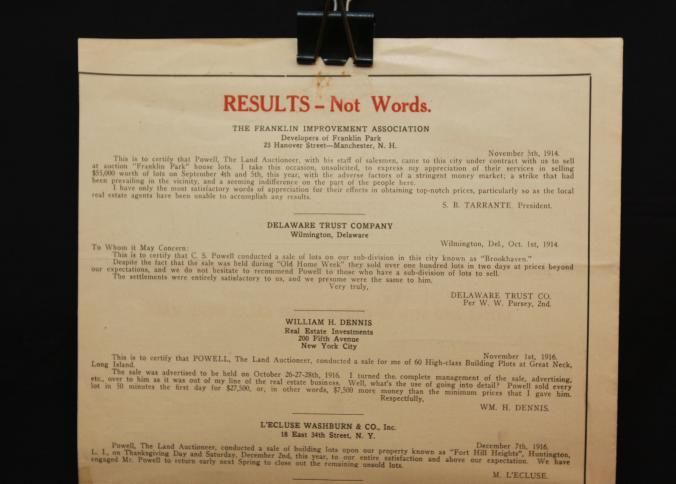 RESULTS – Not Words.
THE FRANKLIN IMPROVEMENT ASSOCIATION
Developers of Franklin Park
25 Hanover Street—Manchester, N. H.
November 5th, 1914.
This is to certify that Powell, The Land Auctioneer, with his staff of salesmen, came to this city under contract with us to sell
at auction "Franklin Park" house lots. I take this occasion, unsolicited, to express my appreciation of their services in selling
$55,000 worth of lots on September 4th and 5th, this year, with the adverse factors of a stringent money market; a strike that had
been prevailing in the vicinity, and a seeming indifference on the part of the people here.
I have only the most satisfactory words of appreciation for their efforts in obtaining top-notch prices, particularly so as the local
real estate agents have been unable to accomplish any results.
S. B. TARRANTE, President.
DELAWARE TRUST COMPANY
Wilmington, Delaware
Wilmington, Del., Oct. 1st, 1914.
To Whom it May Concern:
This is to certify that C. S. Powell conducted a sale of lots on our sub-division in this city known as "Brookhaven."
Despite the fact that the sale was held during "Old Home Week" they sold over one hundred lots in two days at prices beyond
our expectations, and we do not hesitate to recommend Powell to those who have a sub-division of lots to sell.
The settlements were entirely satisfactory to us, and we presume were the same to him.
Very truly,
DELAWARE TRUST CO.
Per W. W. Pursey, 2nd.
WILLIAM H. DENNIS
Real Estate Investments
200 Fifth Avenue
New York City
November 1st, 1916.
This is to certify that POWELL, The Land Auctioneer, conducted a sale for me of 60 High-class Building Plots at Great Neck,
Long Island.
The sale was advertised to be held on October 26-27-28th, 1916. I turned the complete management of the sale, advertising,
etc., over to him as it was out of my line of the real estate business. Well, what's the use of going into detail? Powell sold every
lot in 50 minutes the first day for $27,500, or, in other words, $7,500 more money than the minimum prices that I gave him.
Respectfully,
WM. H. DENNIS.
L'ECLUSE WASHBURN & CO., Inc.
18 East 34th Street, N. Y.
December 7th, 1916.
Powell, The Land Auctioneer, conducted a sale of building lots upon our property known as "Fort Hill Heights", Huntington,
L. I., on Thanksgiving Day and Saturday, December 2nd, this year, to our entire satisfaction and above our expectation. We have
engaged Mr. Powell to return early next Spring to close out the remaining unsold lots.
M. L'ECLUSE.